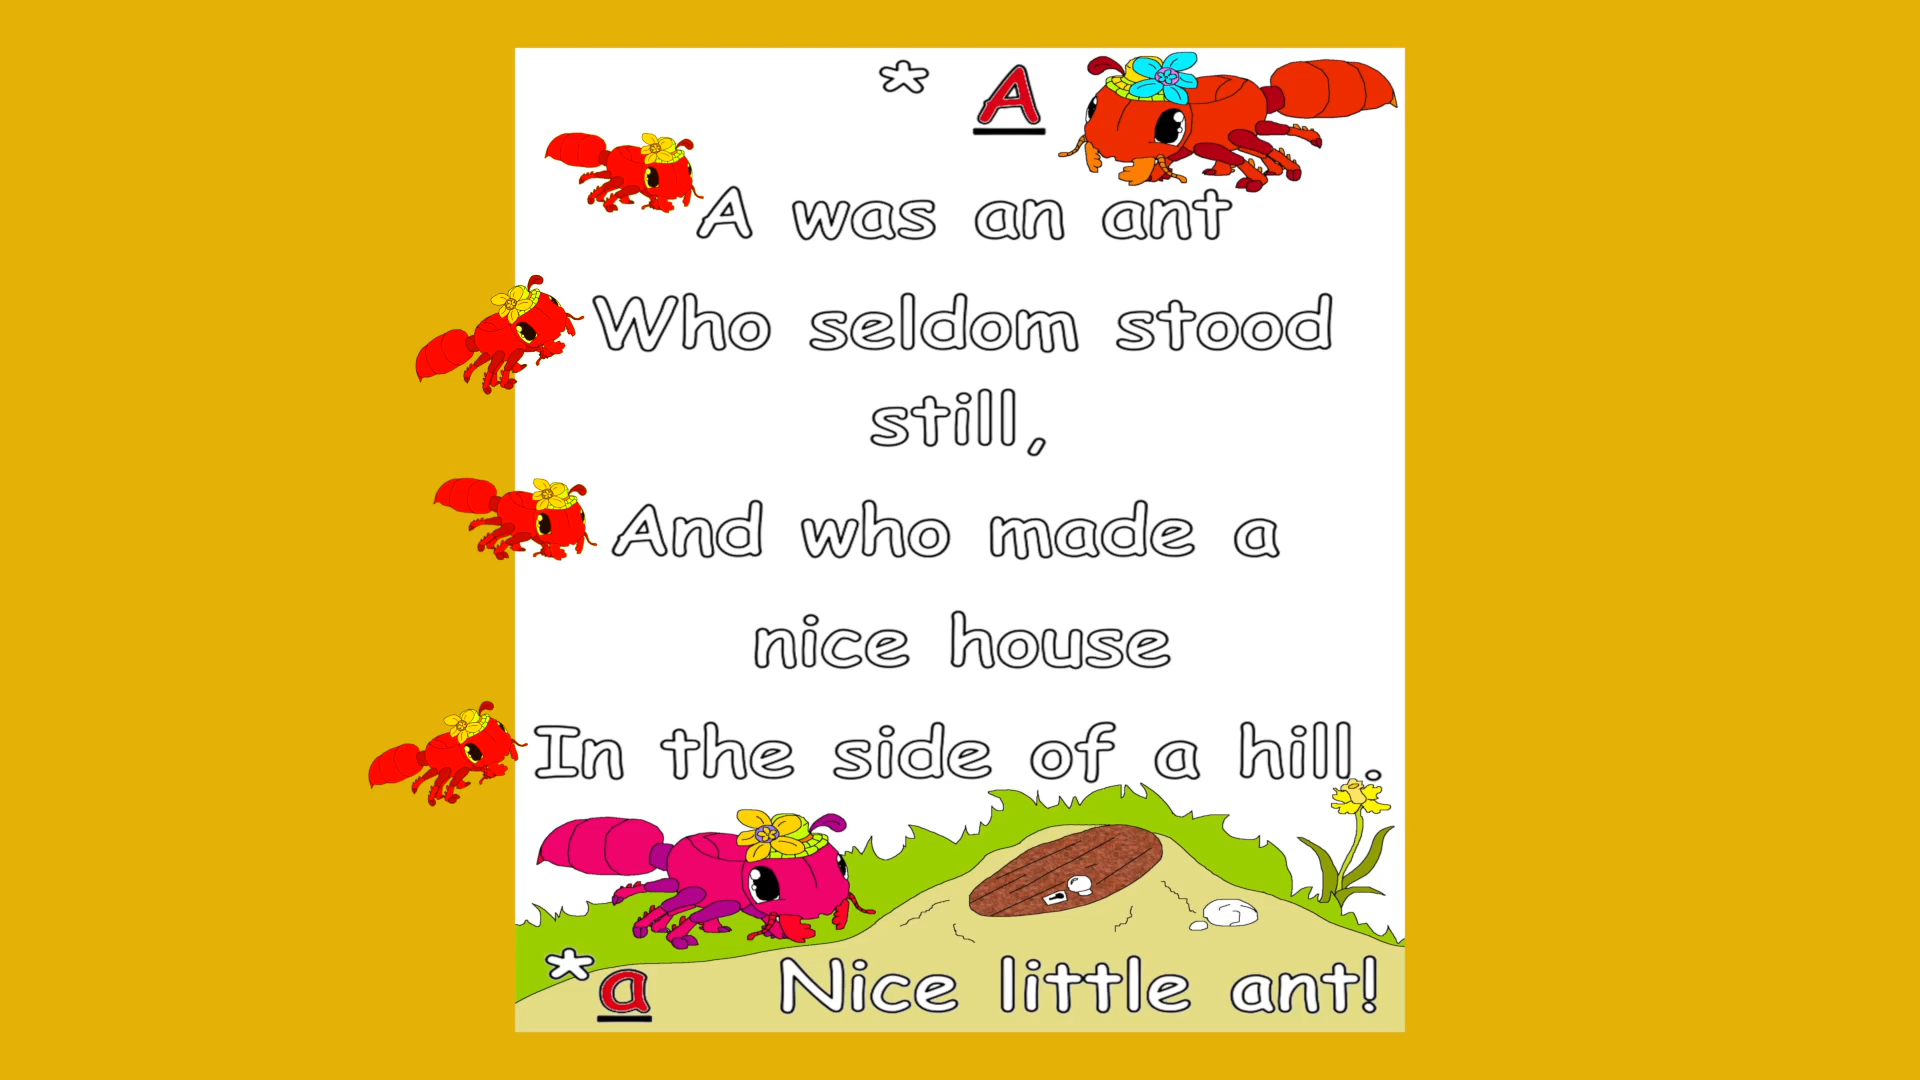 * A
A was an ant
Who seldom stood
still,
And who made a
nice house
In the side of a hill.
*a Nice little ant!